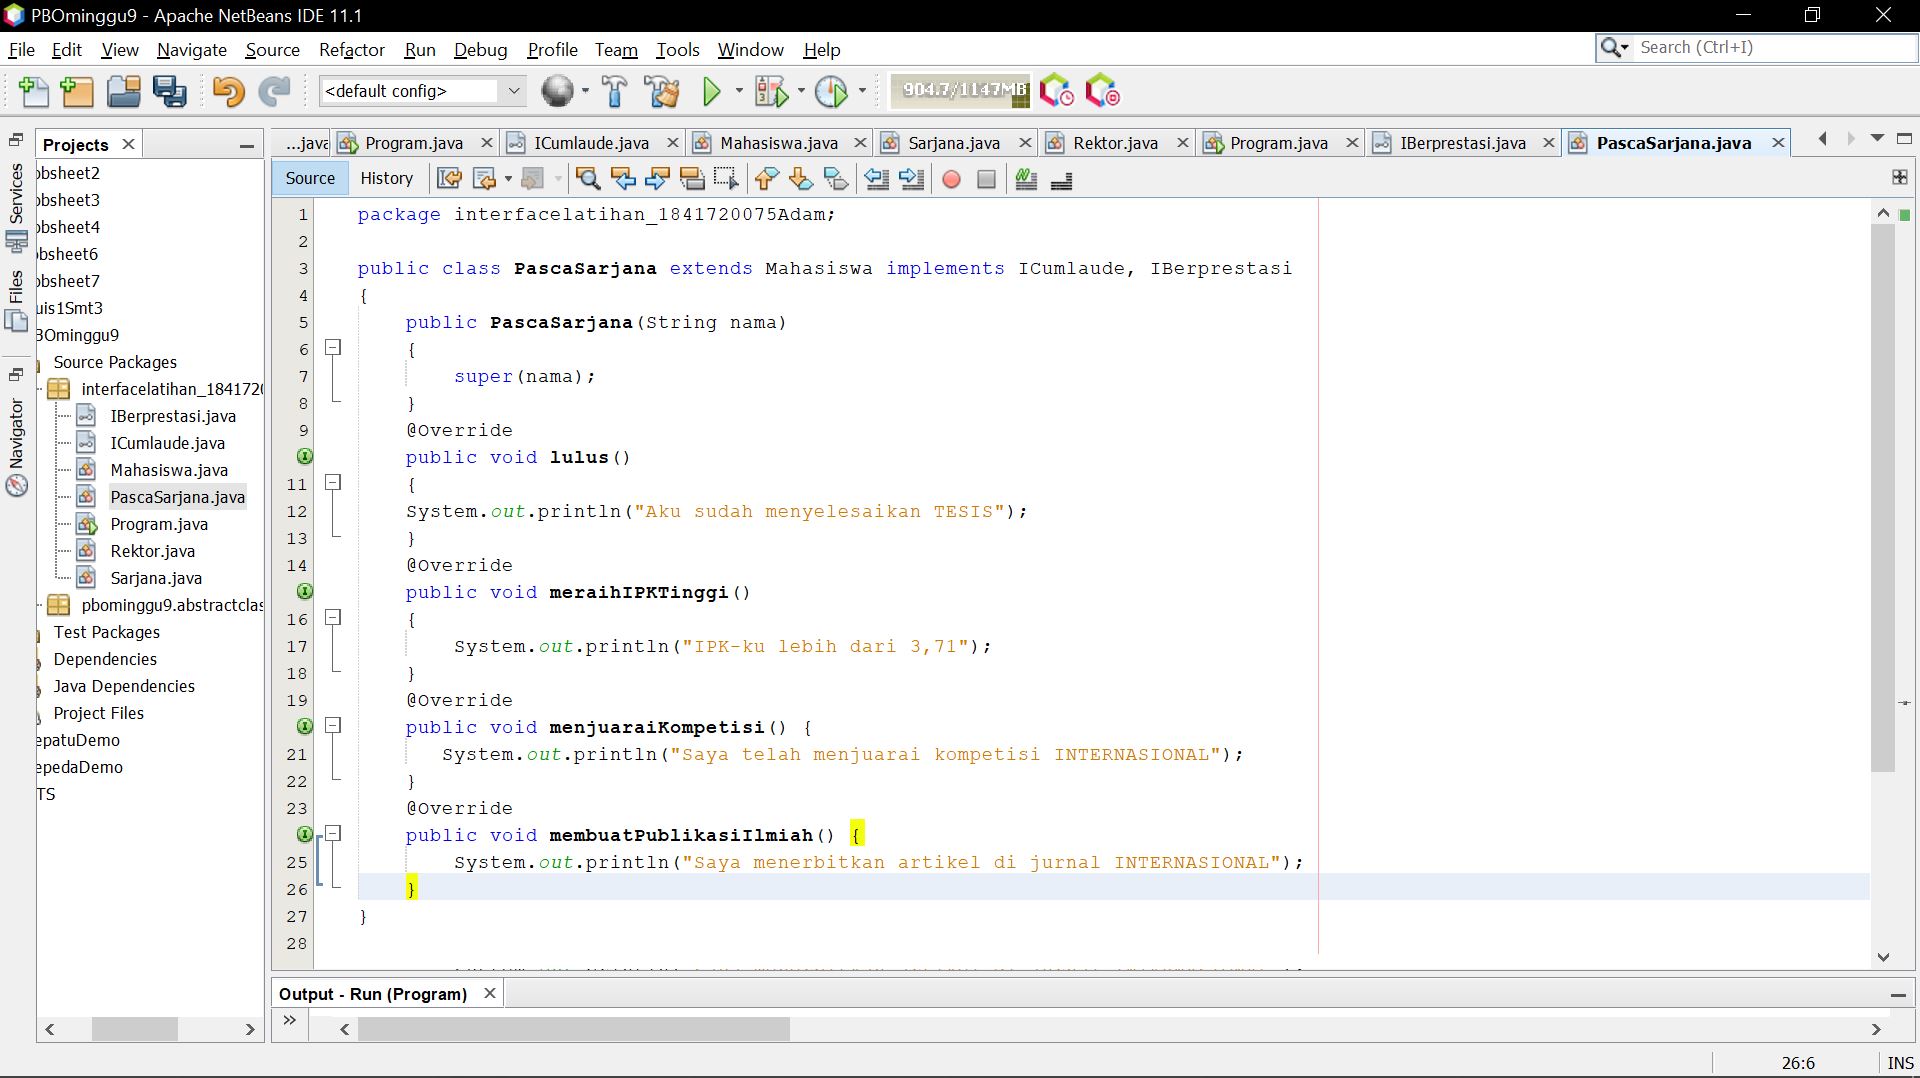 PBOminggu9 - Apache NetBeans IDE 11.1
File Edit View Navigate Source Refactor Run Debug Profile Team Tools Window Help
Search (Ctrl+I)
<default config>
904.7/1147MB
Projects
Services
Files
Navigator
bsheet2
bsheet3
bsheet4
bsheet6
bsheet7
uis1Smt3
BOminggu9
Source Packages
interfacelatihan_184172
IBerprestasi.java
ICumlaude.java
Mahasiswa.java
PascaSarjana.java
Program.java
Rektor.java
Sarjana.java
pbominggu9.abstractclas
Test Packages
Dependencies
Java Dependencies
Project Files
epatuDemo
epedaDemo
TS
...java Program.java ICumlaude.java Mahasiswa.java Sarjana.java Rektor.java Program.java IBerprestasi.java PascaSarjana.java
Source History
1 package interfacelatihan_1841720075Adam;
2
3 public class PascaSarjana extends Mahasiswa implements ICumlaude, IBerprestasi
4 {
5 public PascaSarjana(String nama)
6 {
7 super(nama);
8 }
9 @Override
public void lulus()
11 {
12 System.out.println("Aku sudah menyelesaikan TESIS");
13 }
14 @Override
public void meraihIPKTinggi()
16 {
17 System.out.println("IPK-ku lebih dari 3,71");
18 }
19 @Override
public void menjuaraiKompetisi() {
21 System.out.println("Saya telah menjuarai kompetisi INTERNASIONAL");
22 }
23 @Override
public void membuatPublikasiIlmiah() {
25 System.out.println("Saya menerbitkan artikel di jurnal INTERNASIONAL");
26 }
27 }
28
Output - Run (Program)
26:6 INS